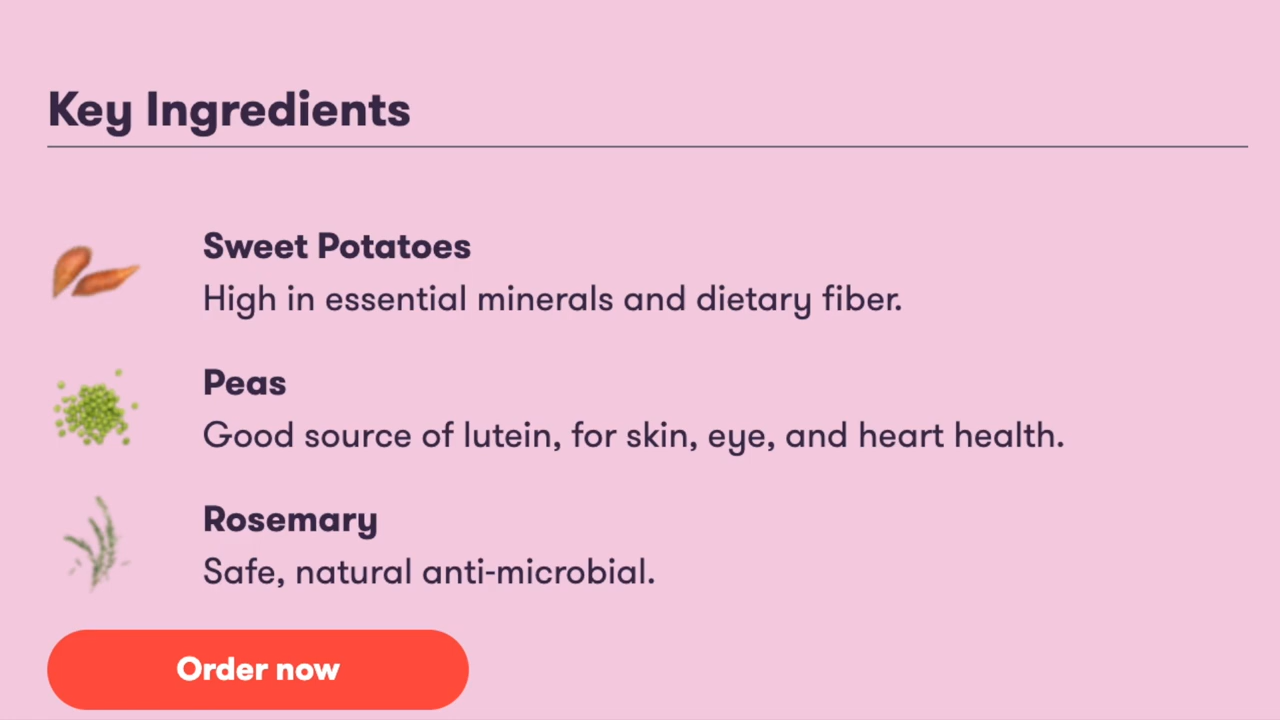 Key Ingredients
Sweet Potatoes
High in essential minerals and dietary fiber.
Peas
Good source of lutein, for skin, eye, and heart health.
Rosemary
Safe, natural anti-microbial.
Order now